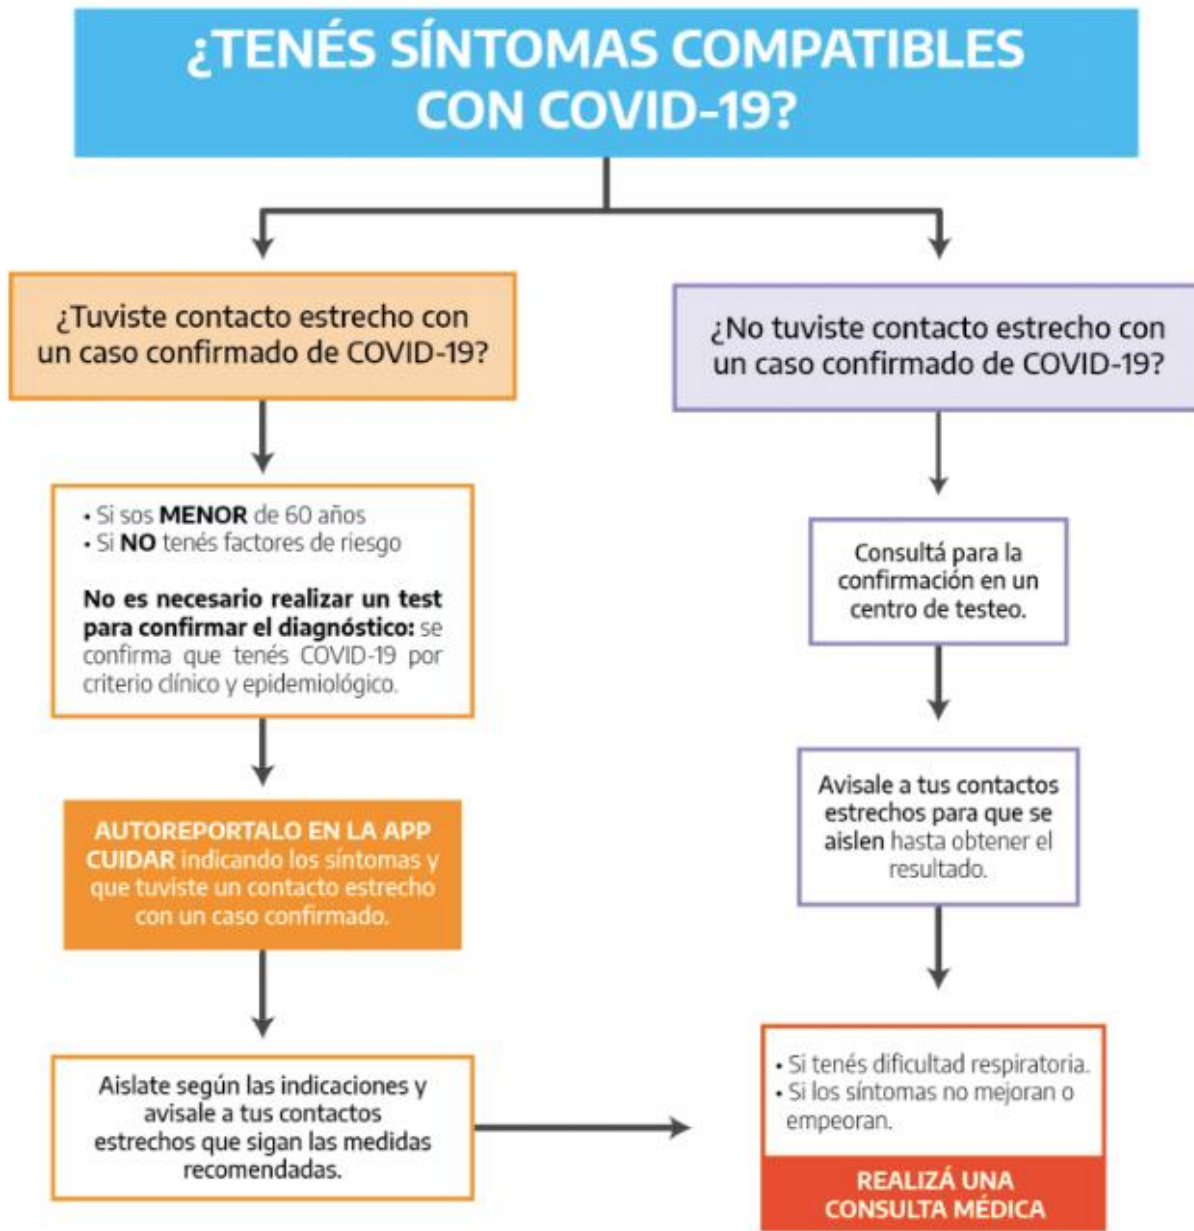 ¿TENÉS SÍNTOMAS COMPATIBLES
CON COVID-19?
¿Tuviste contacto estrecho con
un caso confirmado de COVID-19?
• Si sos MENOR de 60 años
• Si NO tenés factores de riesgo
No es necesario realizar un test
para confirmar el diagnóstico: se
confirma que tenés COVID-19 por
criterio clínico y epidemiológico.
AUTOREPORTALO EN LA APP
CUIDAR indicando los síntomas y
que tuviste un contacto estrecho
con un caso confirmado.
Aislate según las indicaciones y
avisale a tus contactos
estrechos que sigan las medidas
recomendadas.
¿No tuviste contacto estrecho con
un caso confirmado de COVID-19?
Consultá para la
confirmación en un
centro de testeo.
Avisale a tus contactos
estrechos para que se
aislen hasta obtener el
resultado.
• Si tenés dificultad respiratoria.
• Si los síntomas no mejoran o
empeoran.
REALIZÁ UNA
CONSULTA MÉDICA